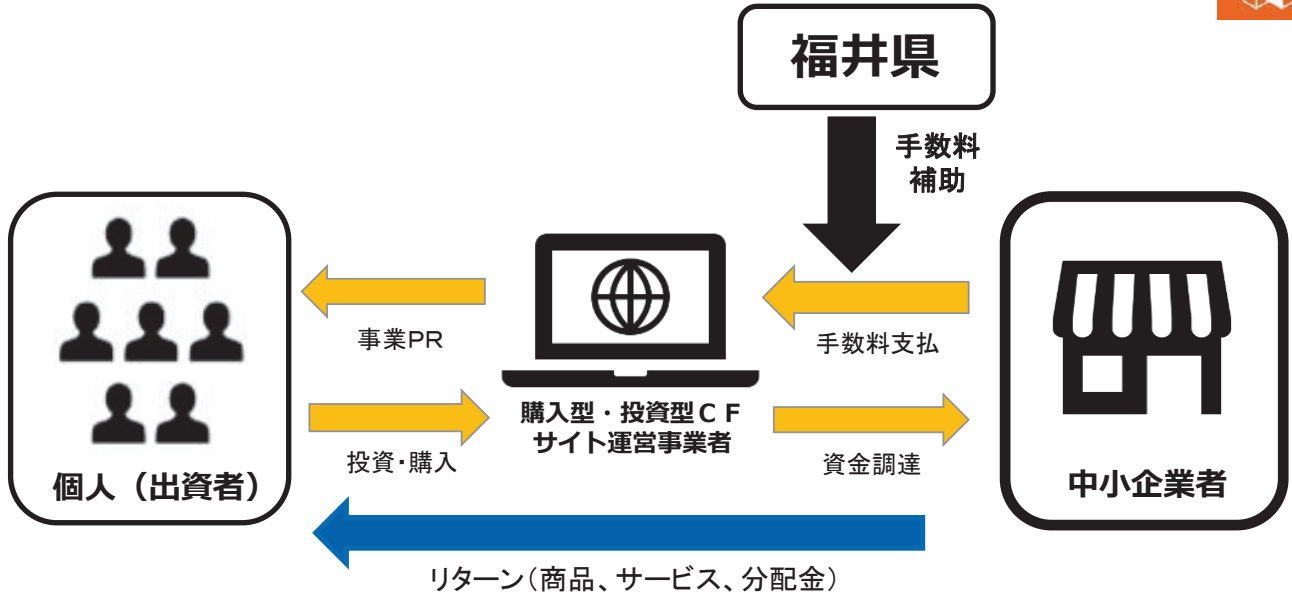 福井県
手数料
補助
事業PR
手数料支払
購入型・投資型ＣＦ
サイト運営事業者
投資・購入
資金調達
個人（出資者）
中小企業者
リターン（商品、サービス、分配金）